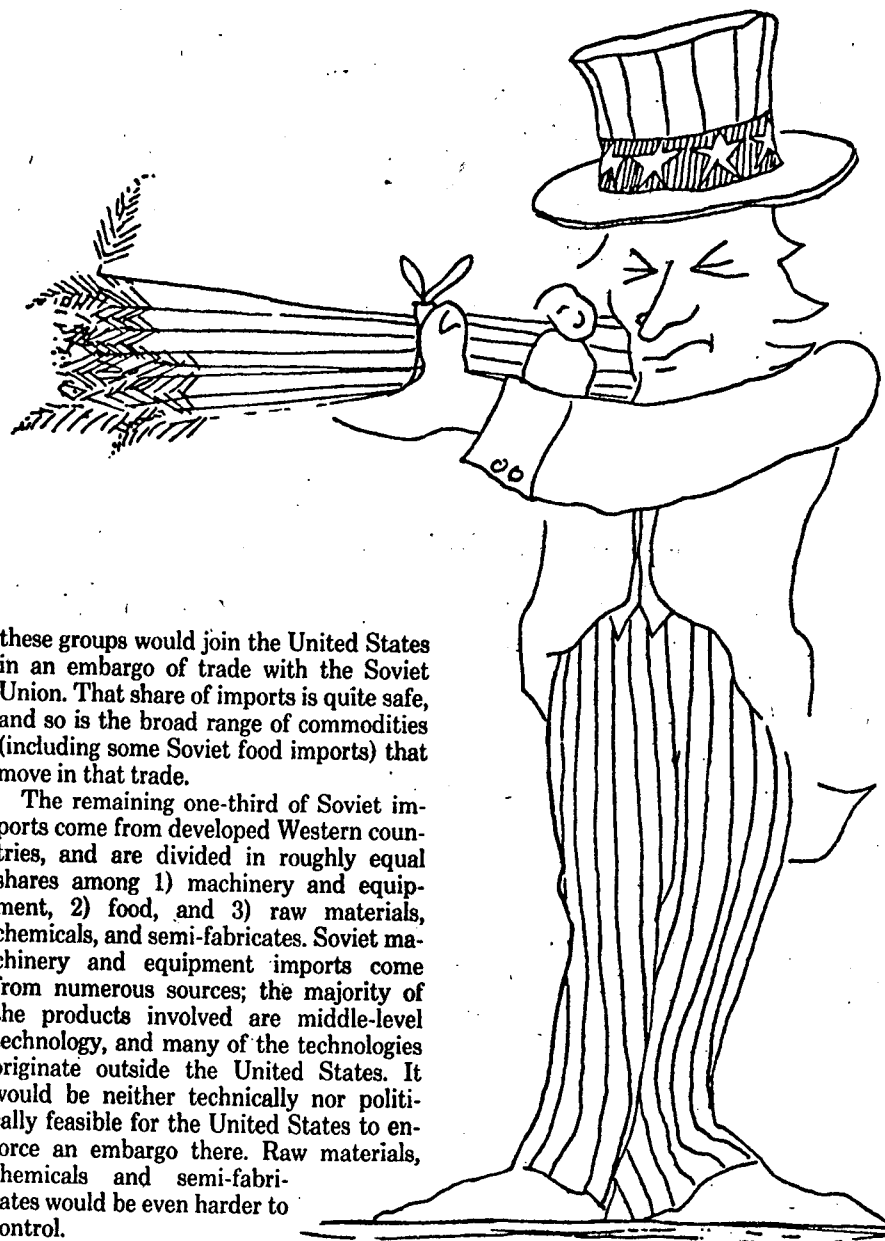 these groups would join the United States
in an embargo of trade with the Soviet
Union. That share of imports is quite safe,
and so is the broad range of commodities
(including some Soviet food imports) that
move in that trade.
The remaining one-third of Soviet im-
ports come from developed Western coun-
tries, and are divided in roughly equal
shares among 1) machinery and equip-
ment, 2) food, and 3) raw materials,
chemicals, and semi-fabricates. Soviet ma-
chinery and equipment imports come
from numerous sources; the majority of
the products involved are middle-level
technology, and many of the technologies
originate outside the United States. It
would be neither technically nor politi-
cally feasible for the United States to en-
force an embargo there. Raw materials,
chemicals and semi-fabri-
cates would be even harder to
control.